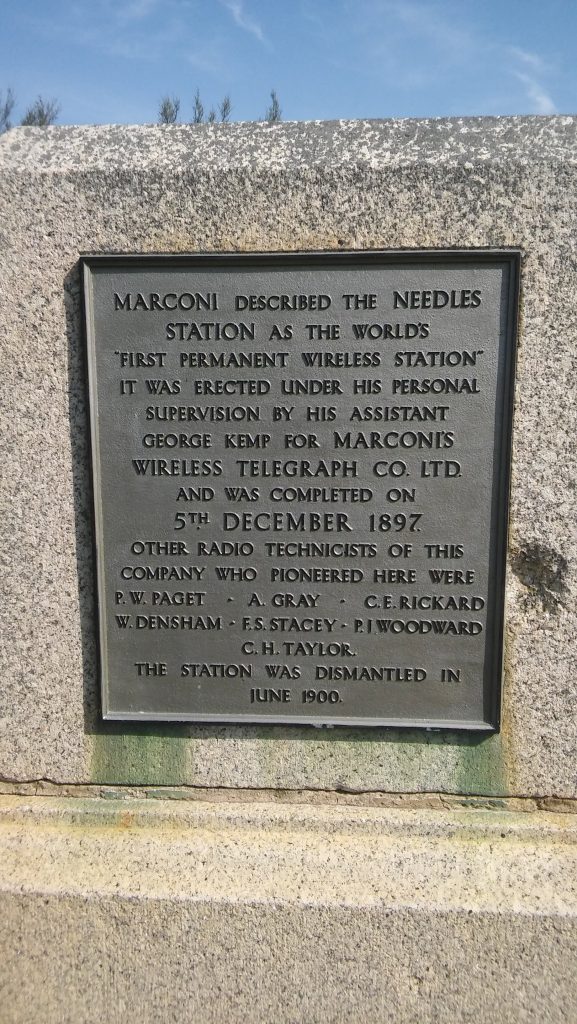 MARCONI DESCRIBED THE NEEDLES
STATION AS THE WORLD'S
"FIRST PERMANENT WIRELESS STATION"
IT WAS ERECTED UNDER HIS PERSONAL
SUPERVISION BY HIS ASSISTANT
GEORGE KEMP FOR MARCONI'S
WIRELESS TELEGRAPH CO. LTD.
AND WAS COMPLETED ON
5TH DECEMBER 1897.
OTHER RADIO TECHNICISTS OF THIS
COMPANY WHO PIONEERED HERE WERE
P. W. PAGET · A. GRAY · C. E. RICKARD
W. DENSHAM · F. S. STACEY · P. J. WOODWARD
C. H. TAYLOR.
THE STATION WAS DISMANTLED IN
JUNE 1900.